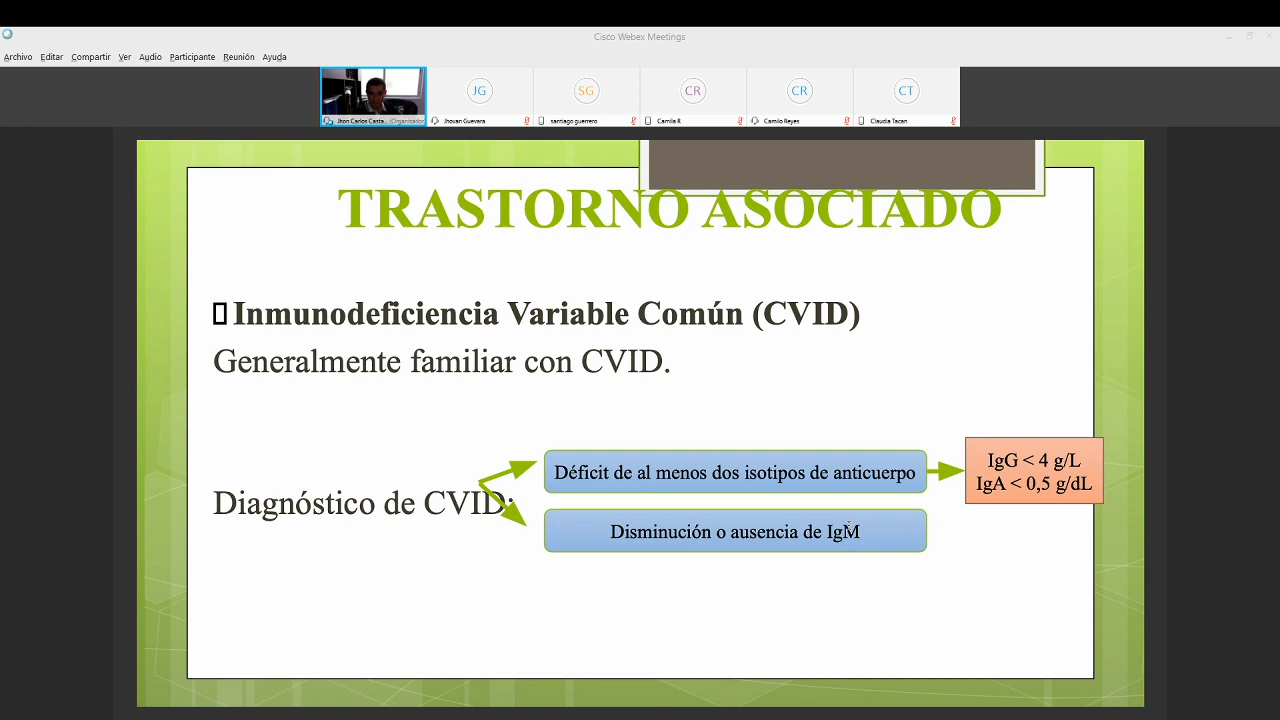 Cisco Webex Meetings
Archivo Editar Compartir Ver Audio Participante Reunión Ayuda
JG
SG
CR
CR
CT
Jhon Carlos Casta... (Organizador)
Jhovan Guevara
santiago guerrero
Camila R
Camilo Reyes
Claudia Tacan
TRASTORNO ASOCIADO
Inmunodeficiencia Variable Común (CVID)
Generalmente familiar con CVID.
Diagnóstico de CVID:
Déficit de al menos dos isotipos de anticuerpo
IgG < 4 g/L
IgA < 0,5 g/dL
Disminución o ausencia de IgM